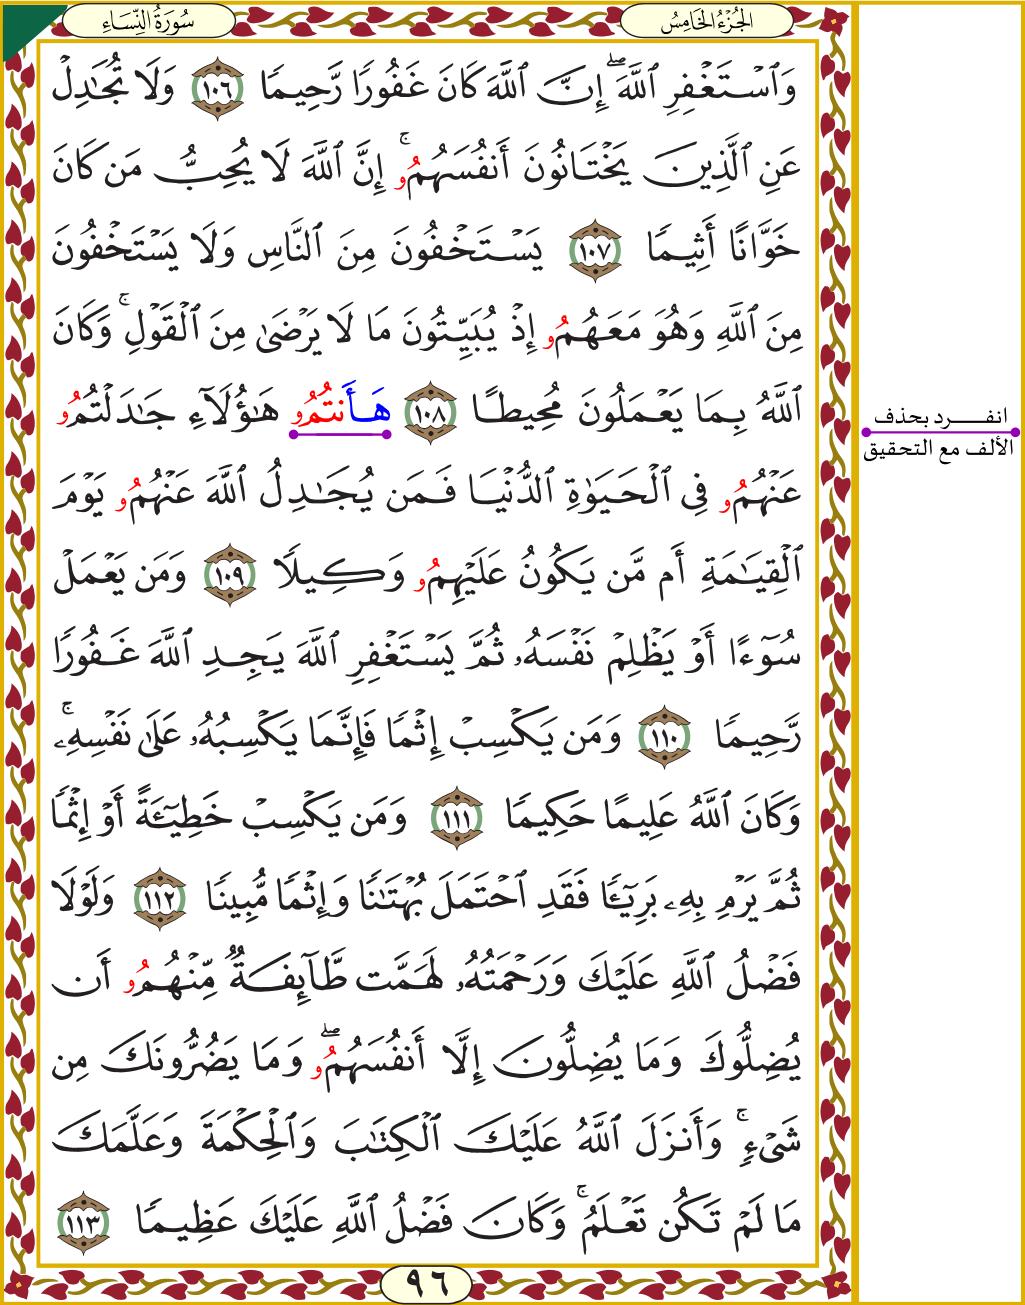 الجُزْءُ الخَامِسُ
سُورَةُ النِّسَاءِ
وَٱسْتَغْفِرِ ٱللَّهَۖ إِنَّ ٱللَّهَ كَانَ غَفُورًا رَّحِيمًا ١٠٦ وَلَا تُجَٰدِلْ
عَنِ ٱلَّذِينَ يَخْتَانُونَ أَنفُسَهُمُوۚ إِنَّ ٱللَّهَ لَا يُحِبُّ مَن كَانَ
خَوَّانًا أَثِيمًا ١٠٧ يَسْتَخْفُونَ مِنَ ٱلنَّاسِ وَلَا يَسْتَخْفُونَ
مِنَ ٱللَّهِ وَهُوَ مَعَهُمُو إِذْ يُبَيِّتُونَ مَا لَا يَرْضَىٰ مِنَ ٱلْقَوْلِۚ وَكَانَ
ٱللَّهُ بِمَا يَعْمَلُونَ مُحِيطًا ١٠٨ هَأَنتُمُو هَٰٓؤُلَآءِ جَٰدَلْتُمُو
عَنْهُمُو فِي ٱلْحَيَوٰةِ ٱلدُّنْيَا فَمَن يُجَٰدِلُ ٱللَّهَ عَنْهُمُو يَوْمَ
ٱلْقِيَٰمَةِ أَم مَّن يَكُونُ عَلَيْهِمُو وَكِيلًا ١٠٩ وَمَن يَعْمَلْ
سُوٓءًا أَوْ يَظْلِمْ نَفْسَهُۥ ثُمَّ يَسْتَغْفِرِ ٱللَّهَ يَجِدِ ٱللَّهَ غَفُورًا
رَّحِيمًا ١١٠ وَمَن يَكْسِبْ إِثْمًا فَإِنَّمَا يَكْسِبُهُۥ عَلَىٰ نَفْسِهِۦۚ
وَكَانَ ٱللَّهُ عَلِيمًا حَكِيمًا ١١١ وَمَن يَكْسِبْ خَطِيٓـَٔةً أَوْ إِثْمًا
ثُمَّ يَرْمِ بِهِۦ بَرِيٓـًٔا فَقَدِ ٱحْتَمَلَ بُهْتَٰنًا وَإِثْمًا مُّبِينًا ١١٢ وَلَوْلَا
فَضْلُ ٱللَّهِ عَلَيْكَ وَرَحْمَتُهُۥ لَهَمَّت طَّآئِفَةٌ مِّنْهُمُو أَن
يُضِلُّوكَ وَمَا يُضِلُّونَ إِلَّآ أَنفُسَهُمُوۖ وَمَا يَضُرُّونَكَ مِن
شَيْءٍۚ وَأَنزَلَ ٱللَّهُ عَلَيْكَ ٱلْكِتَٰبَ وَٱلْحِكْمَةَ وَعَلَّمَكَ
مَا لَمْ تَكُن تَعْلَمُۚ وَكَانَ فَضْلُ ٱللَّهِ عَلَيْكَ عَظِيمًا ١١٣
انفرد بحذف
الألف مع التحقيق
٩٦